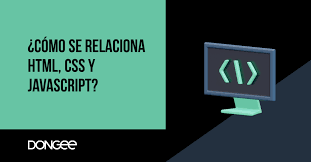 ¿CÓMO SE RELACIONA
HTML, CSS Y
JAVASCRIPT?
<\>
DONGEE